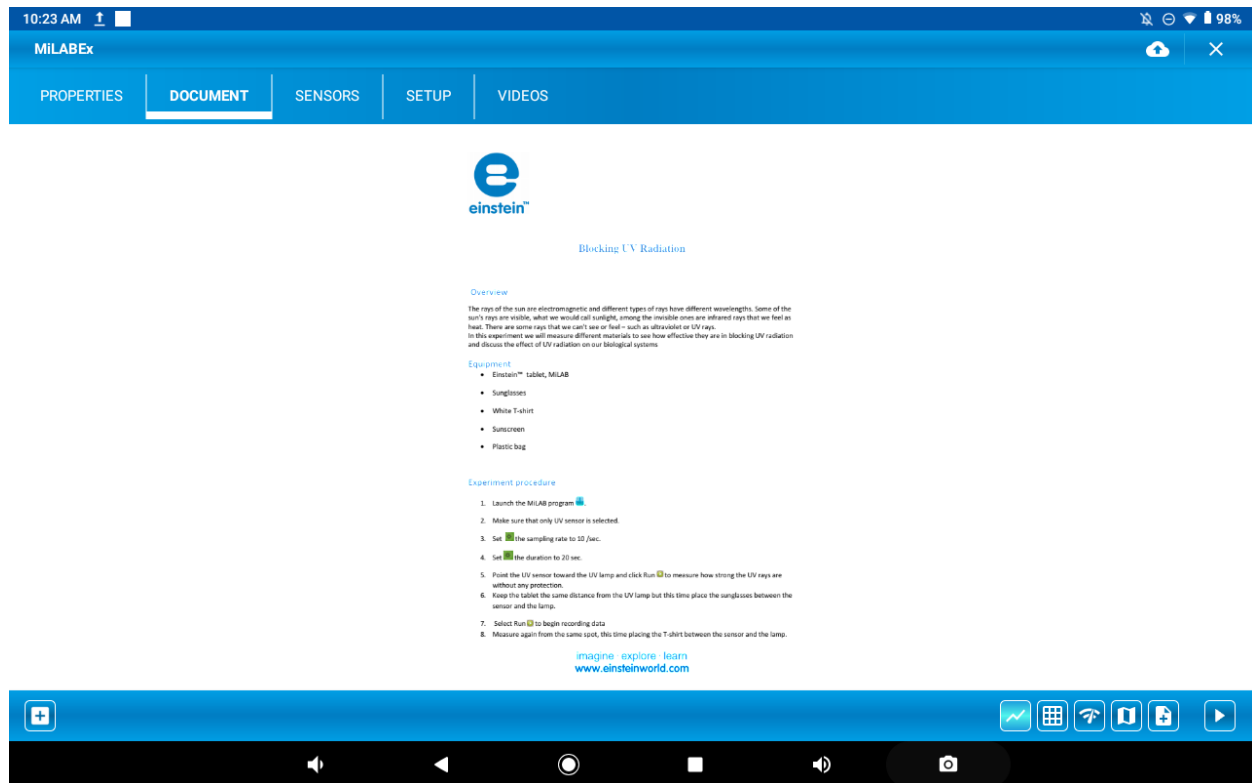 10:23 AM 98%
MiLABEx
PROPERTIES DOCUMENT SENSORS SETUP VIDEOS
e
einstein™
Blocking UV Radiation
Overview
The rays of the sun are electromagnetic and different types of rays have different wavelengths. Some of the
sun's rays are visible, what we would call sunlight, among the invisible ones are infrared rays that we feel as
heat. There are some rays that we can't see or feel – such as ultraviolet or UV rays.
In this experiment we will measure different materials to see how effective they are in blocking UV radiation
and discuss the effect of UV radiation on our biological systems
Equipment
• Einstein™ tablet, MiLAB
• Sunglasses
• White T-shirt
• Sunscreen
• Plastic bag
Experiment procedure
1. Launch the MiLAB program .
2. Make sure that only UV sensor is selected.
3. Set the sampling rate to 10 /sec.
4. Set the duration to 20 sec.
5. Point the UV sensor toward the UV lamp and click Run to measure how strong the UV rays are
without any protection.
6. Keep the tablet the same distance from the UV lamp but this time place the sunglasses between the
sensor and the lamp.
7. Select Run to begin recording data
8. Measure again from the same spot, this time placing the T-shirt between the sensor and the lamp.
imagine explore learn
www.einsteinworld.com